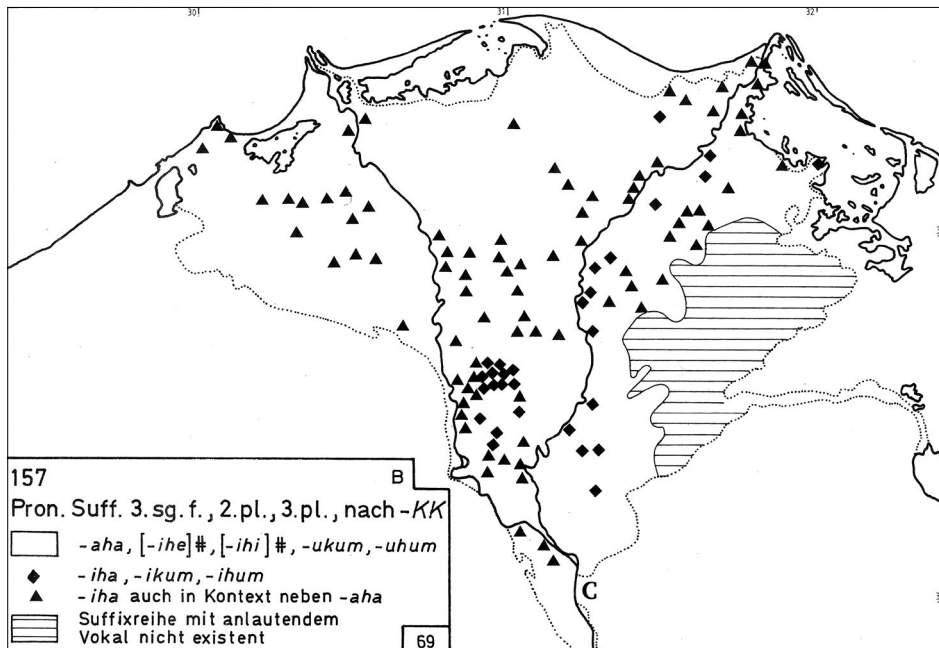 30 31 32
157 B
Pron. Suff. 3. sg. f., 2. pl., 3. pl., nach -KK
-aha, [-ihe]#, [-ihi]#, -ukum, -uhum
-iha, -ikum, -ihum
-iha auch in Kontext neben -aha
Suffixreihe mit anlautendem
Vokal nicht existent
69
C